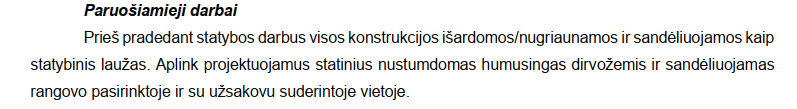 Paruošiamieji darbai
Prieš pradedant statybos darbus visos konstrukcijos išardomos/nugriaunamos ir sandėliuojamos kaip
statybinis laužas. Aplink projektuojamus statinius nustumdomas humusingas dirvožemis ir sandėliuojamas
rangovo pasirinktoje ir su užsakovu suderintoje vietoje.